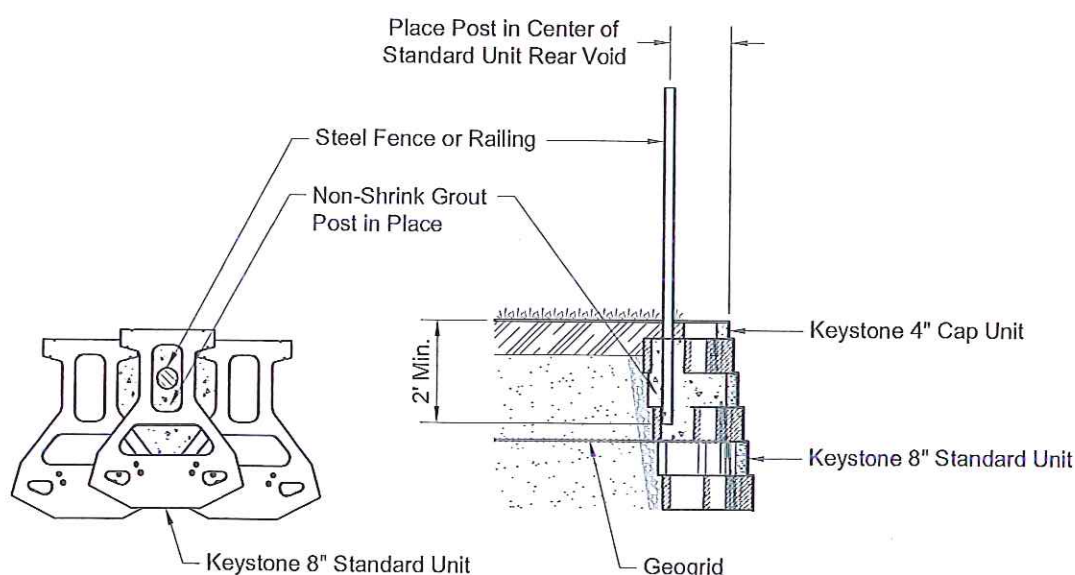 Place Post in Center of
Standard Unit Rear Void
Steel Fence or Railing
Non-Shrink Grout
Post in Place
Keystone 4" Cap Unit
2' Min.
Keystone 8" Standard Unit
Keystone 8" Standard Unit
Geogrid